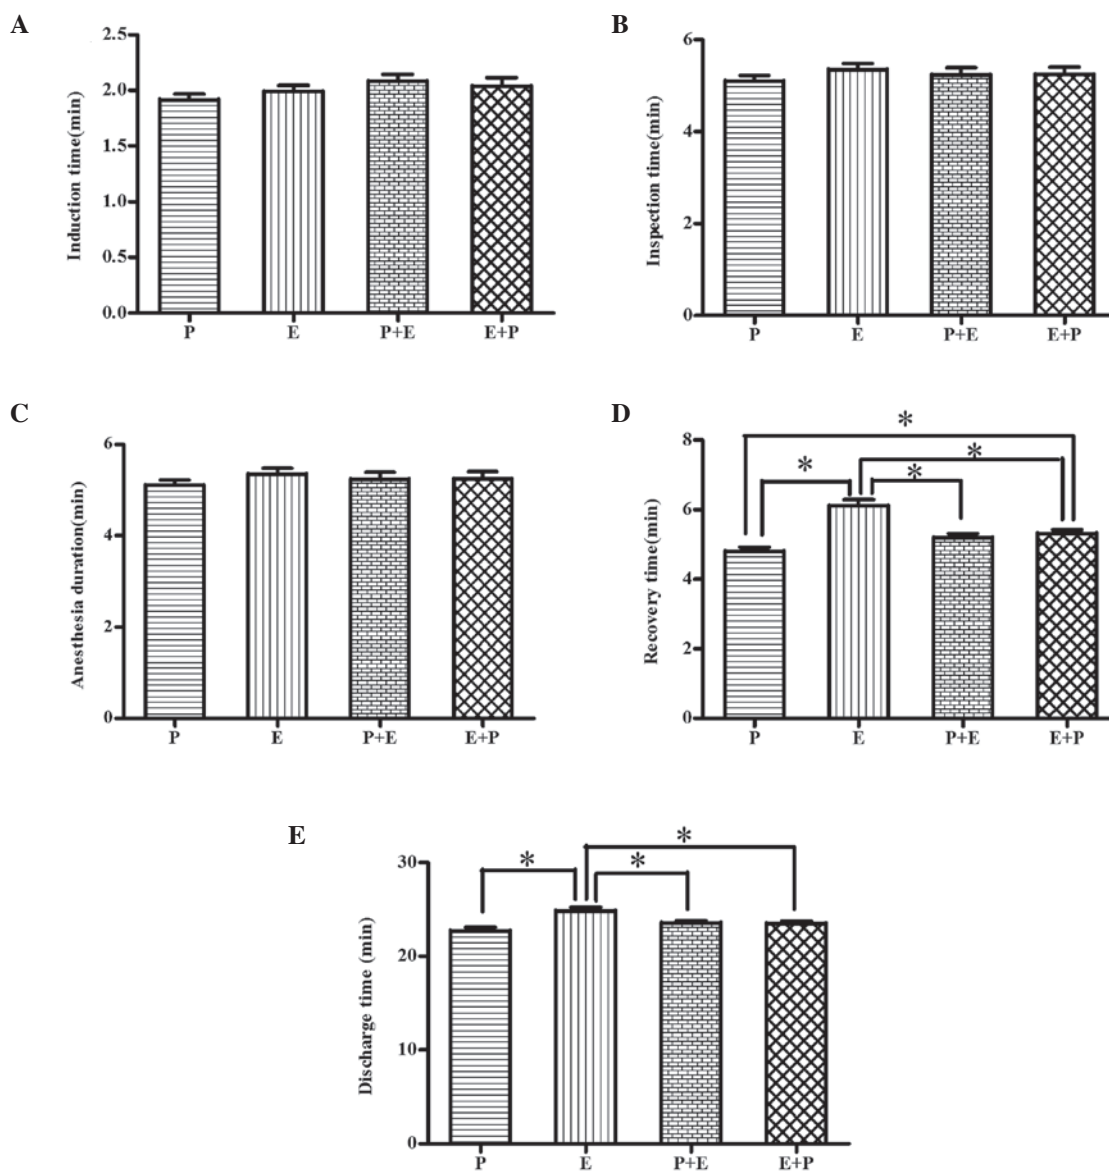 A
Induction time(min)
2.5
2.0
1.5
1.0
0.5
0.0
P E P+E E+P
B
Inspection time(min)
6
4
2
0
P E P+E E+P
C
Anesthesia duration(min)
6
4
2
0
P E P+E E+P
D
Recovery time(min)
8
6
4
2
0
* * * *
P E P+E E+P
E
Discharge time (min)
30
20
10
0
* * *
P E P+E E+P